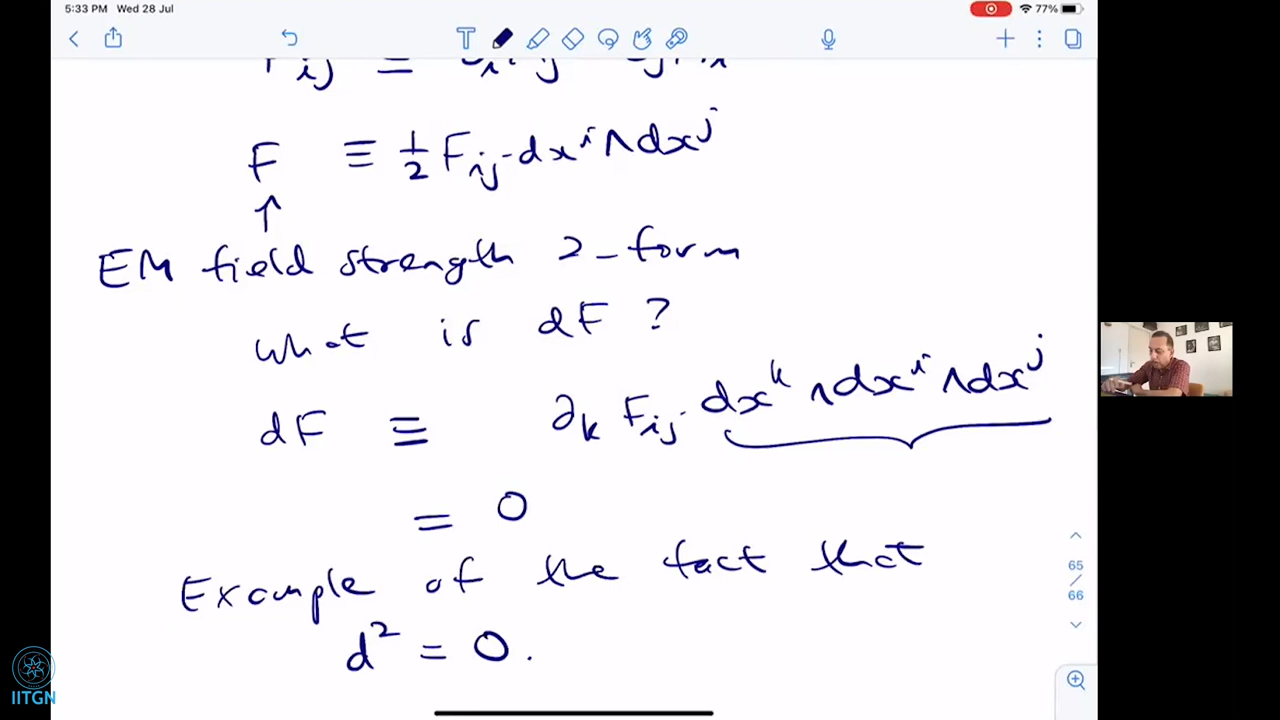 5:33 PM Wed 28 Jul
77%
F ≡ ½ F_ij dx^i ∧ dx^j
↑
EM field strength 2-form
What is dF ?
dF ≡ ∂_k F_ij dx^k ∧ dx^i ∧ dx^j
= 0
Example of the fact that
d² = 0.
65
/
66
IITGN